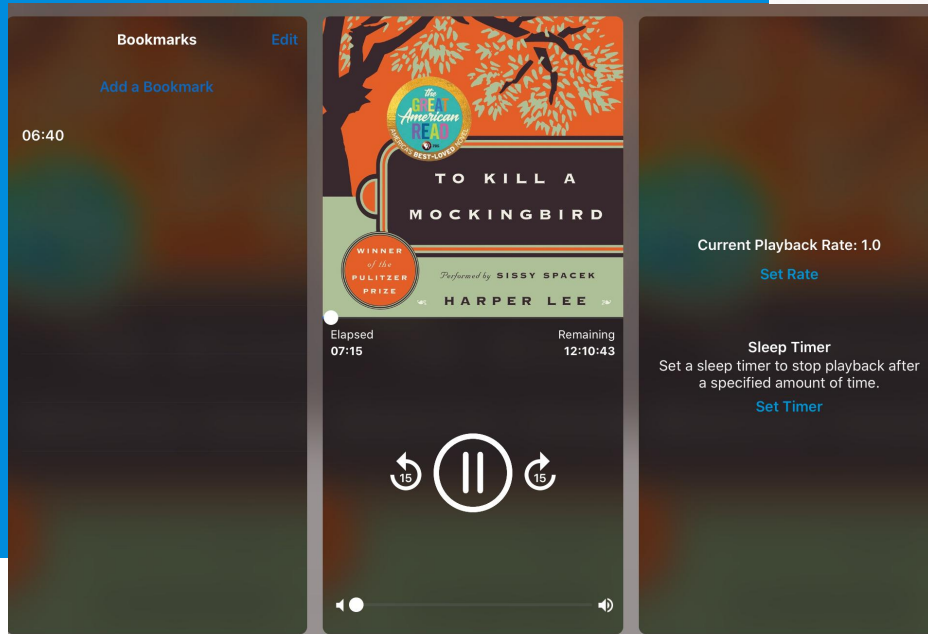 Bookmarks
Edit
Add a Bookmark
06:40
the
GREAT
American
READ
PBS
AMERICA'S BEST-LOVED NOVEL
TO KILL A
MOCKINGBIRD
WINNER
of the
PULITZER
PRIZE
Performed by SISSY SPACEK
HARPER LEE
Elapsed
Remaining
07:15
12:10:43
15
15
Current Playback Rate: 1.0
Set Rate
Sleep Timer
Set a sleep timer to stop playback after
a specified amount of time.
Set Timer